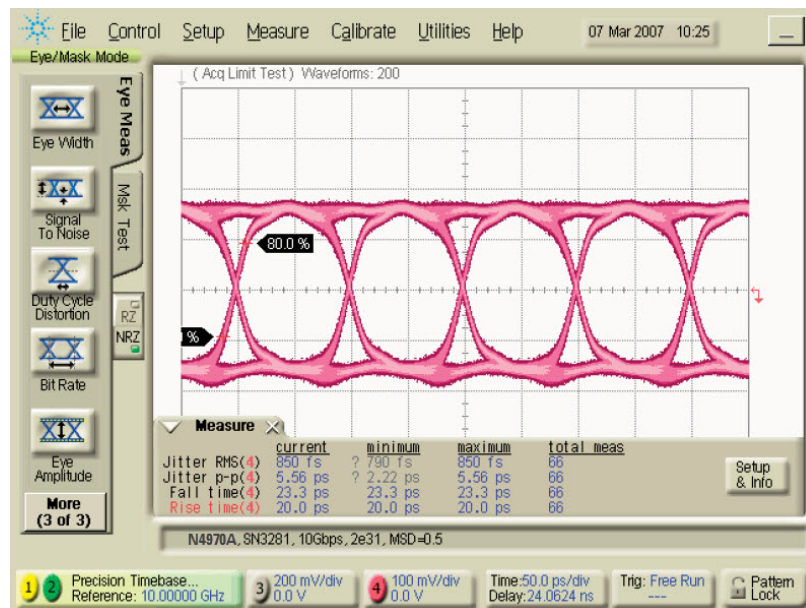 File Control Setup Measure Calibrate Utilities Help 07 Mar 2007 10:25
Eye/Mask Mode
( Acq Limit Test ) Waveforms: 200
Eye Meas
Msk Test
Eye Width
Signal
To Noise
Duty Cycle
Distortion
RZ
NRZ
Bit Rate
Eye
Amplitude
More
(3 of 3)
80.0 %
%
Measure
current minimum maximum total meas
Jitter RMS(4) 850 fs ? 790 fs 850 fs 66
Jitter p-p(4) 5.56 ps ? 2.22 ps 5.56 ps 66
Fall time(4) 23.3 ps 23.3 ps 23.3 ps 66
Rise time(4) 20.0 ps 20.0 ps 20.0 ps 66
Setup
& Info
N4970A, SN3281, 10Gbps, 2e31, MSD=0.5
1 2 Precision Timebase...
Reference: 10.00000 GHz
3 200 mV/div
0.0 V
4 100 mV/div
0.0 V
Time:50.0 ps/div
Delay:24.0624 ns
Trig: Free Run
---
Pattern
Lock